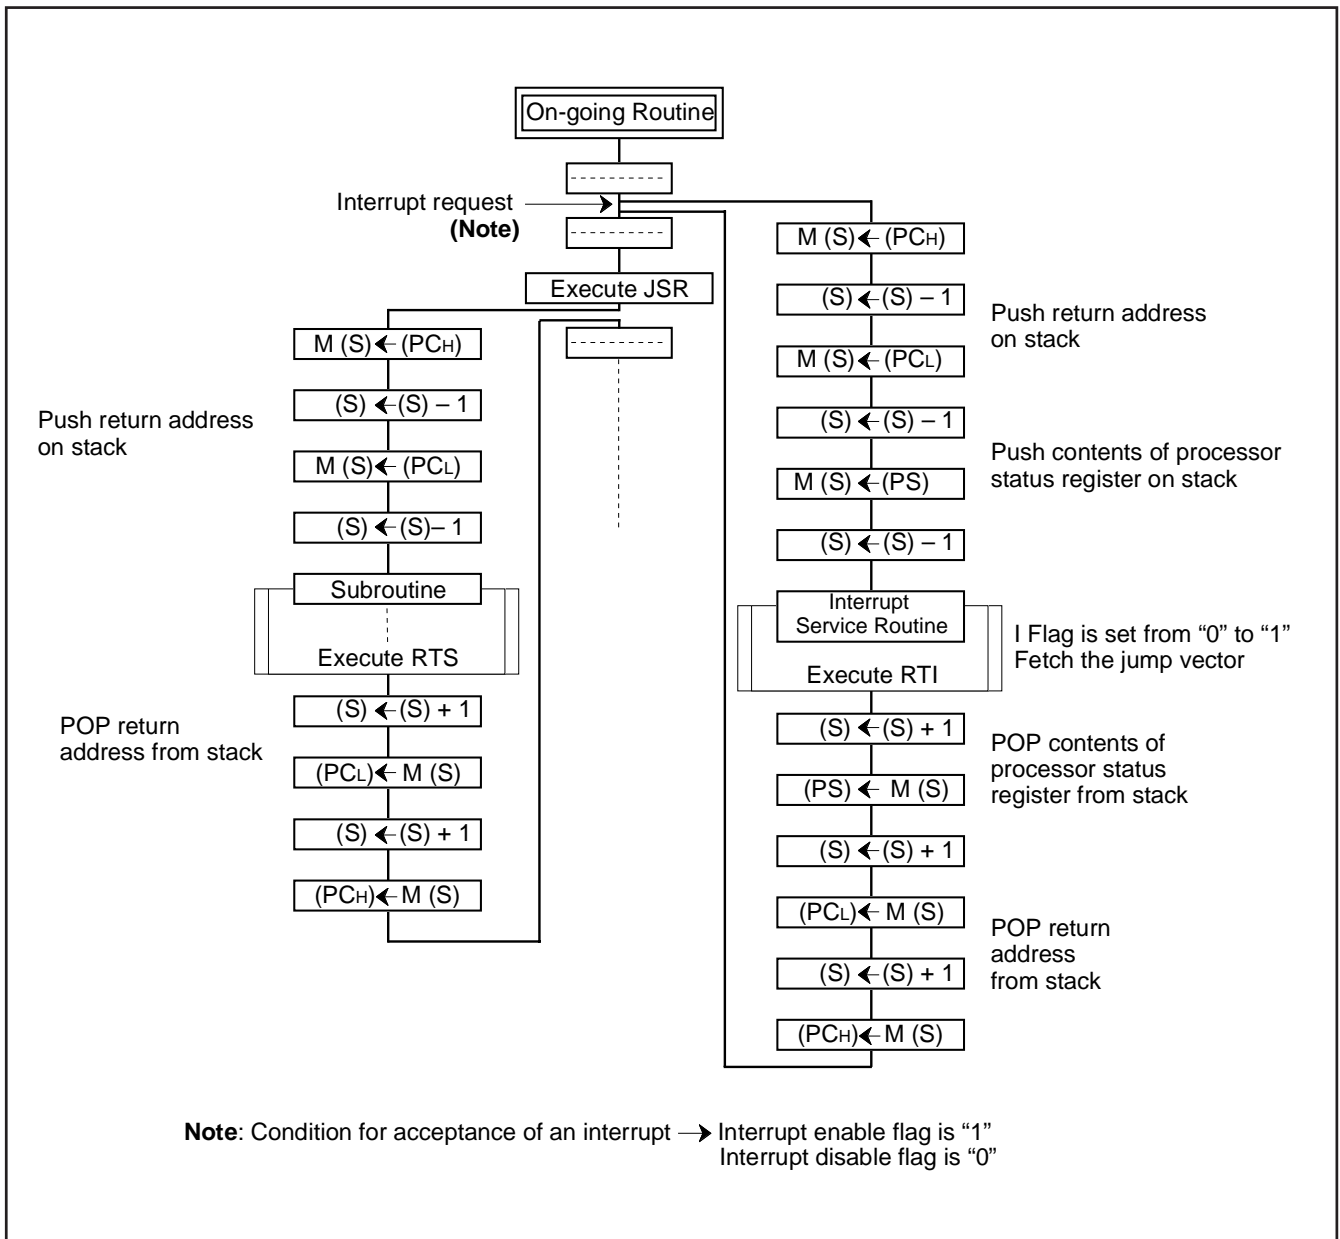 On-going Routine
Interrupt request
(Note)
Execute JSR
M (S) ← (PCH)
(S) ← (S) – 1
M (S) ← (PCL)
(S) ← (S)– 1
Push return address
on stack
Subroutine
Execute RTS
(S) ← (S) + 1
(PCL) ← M (S)
(S) ← (S) + 1
(PCH) ← M (S)
POP return
address from stack
M (S) ← (PCH)
(S) ← (S) – 1
M (S) ← (PCL)
(S) ← (S) – 1
M (S) ← (PS)
(S) ← (S) – 1
Push return address
on stack
Push contents of processor
status register on stack
Interrupt
Service Routine
Execute RTI
I Flag is set from “0” to “1”
Fetch the jump vector
(S) ← (S) + 1
(PS) ← M (S)
(S) ← (S) + 1
(PCL) ← M (S)
(S) ← (S) + 1
(PCH) ← M (S)
POP contents of
processor status
register from stack
POP return
address
from stack
Note: Condition for acceptance of an interrupt → Interrupt enable flag is “1”
Interrupt disable flag is “0”